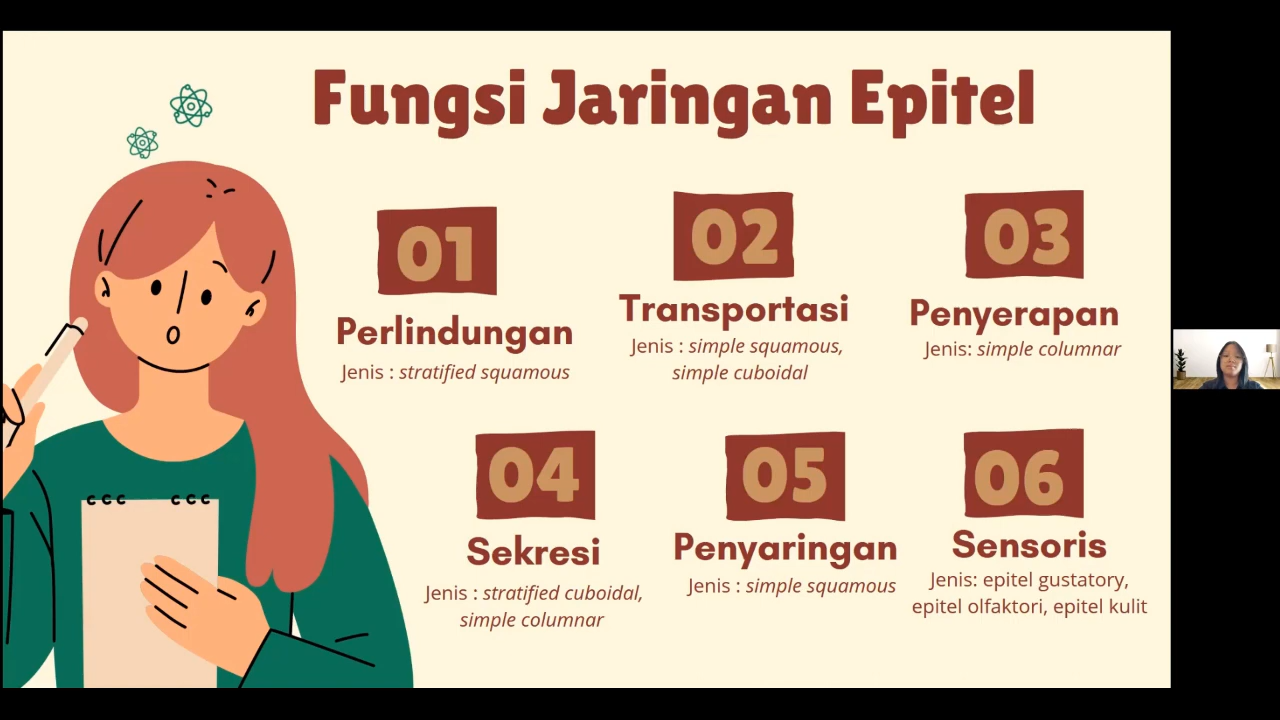 Fungsi Jaringan Epitel
01
Perlindungan
Jenis : stratified squamous
02
Transportasi
Jenis : simple squamous,
simple cuboidal
03
Penyerapan
Jenis: simple columnar
04
Sekresi
Jenis : stratified cuboidal,
simple columnar
05
Penyaringan
Jenis : simple squamous
06
Sensoris
Jenis: epitel gustatory,
epitel olfaktori, epitel kulit